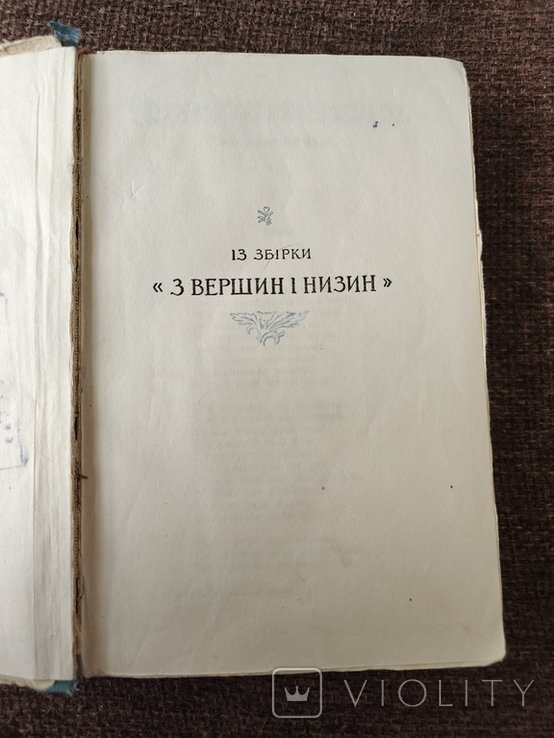 ІЗ ЗБІРКИ
« З ВЕРШИН І НИЗИН »
VIOLITY